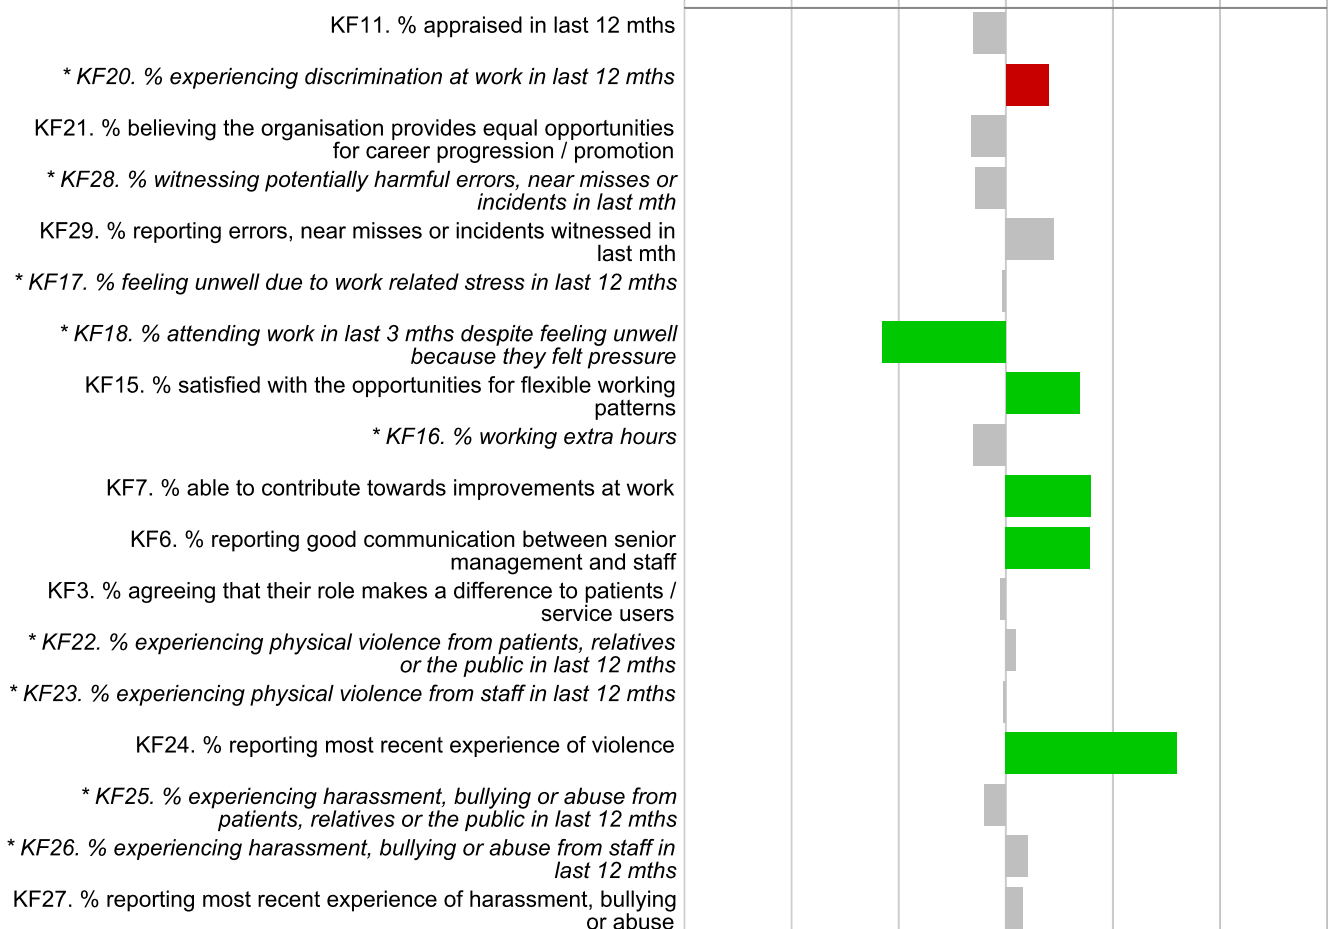 KF11. % appraised in last 12 mths
* KF20. % experiencing discrimination at work in last 12 mths
KF21. % believing the organisation provides equal opportunities
for career progression / promotion
* KF28. % witnessing potentially harmful errors, near misses or
incidents in last mth
KF29. % reporting errors, near misses or incidents witnessed in
last mth
* KF17. % feeling unwell due to work related stress in last 12 mths
* KF18. % attending work in last 3 mths despite feeling unwell
because they felt pressure
KF15. % satisfied with the opportunities for flexible working
patterns
* KF16. % working extra hours
KF7. % able to contribute towards improvements at work
KF6. % reporting good communication between senior
management and staff
KF3. % agreeing that their role makes a difference to patients /
service users
* KF22. % experiencing physical violence from patients, relatives
or the public in last 12 mths
* KF23. % experiencing physical violence from staff in last 12 mths
KF24. % reporting most recent experience of violence
* KF25. % experiencing harassment, bullying or abuse from
patients, relatives or the public in last 12 mths
* KF26. % experiencing harassment, bullying or abuse from staff in
last 12 mths
KF27. % reporting most recent experience of harassment, bullying
or abuse